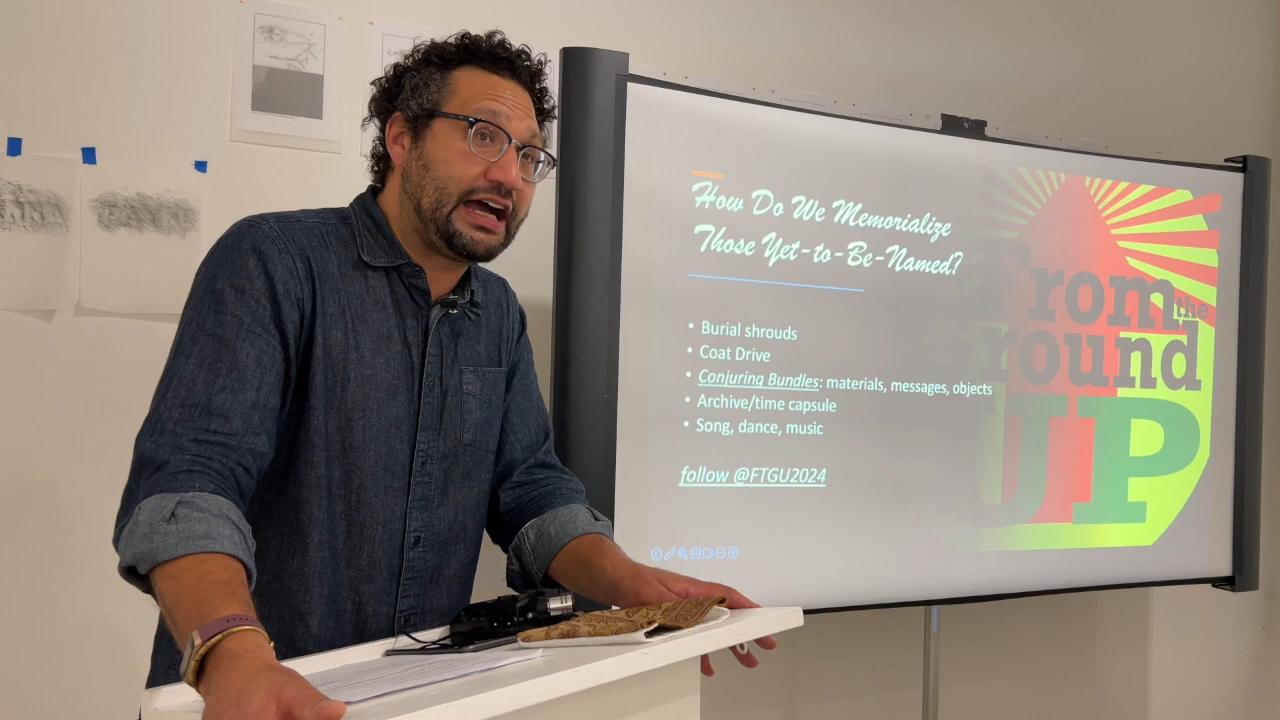 How Do We Memorialize
Those Yet-to-Be-Named?
• Burial shrouds
• Coat Drive
• Conjuring Bundles: materials, messages, objects
• Archive/time capsule
• Song, dance, music
follow @FTGU2024
From the
Ground
UP